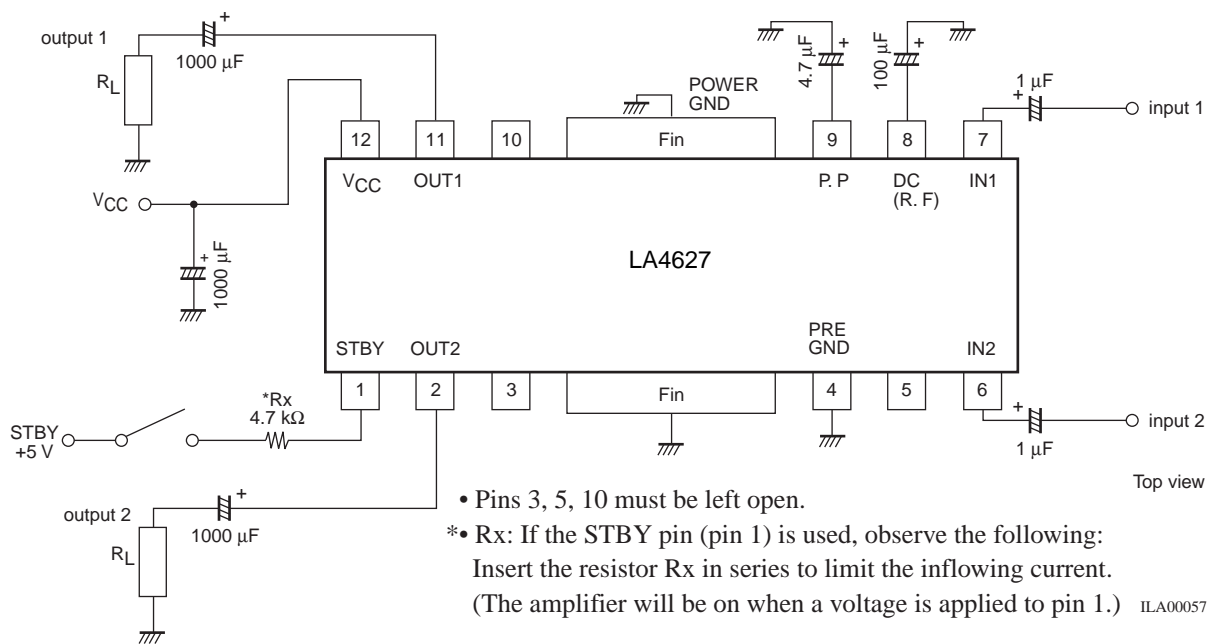 output 1
+
1000 µF
RL
4.7 µF
+
100 µF
+
1 µF
+
input 1
POWER
GND
12
11
10
Fin
9
8
7
VCC
OUT1
P. P
DC
(R. F)
IN1
VCC
+
1000 µF
LA4627
STBY
OUT2
PRE
GND
IN2
1
2
3
Fin
4
5
6
*Rx
4.7 kΩ
STBY
+5 V
+
1 µF
input 2
Top view
output 2
+
1000 µF
RL
• Pins 3, 5, 10 must be left open.
*• Rx: If the STBY pin (pin 1) is used, observe the following:
Insert the resistor Rx in series to limit the inflowing current.
(The amplifier will be on when a voltage is applied to pin 1.)
ILA00057